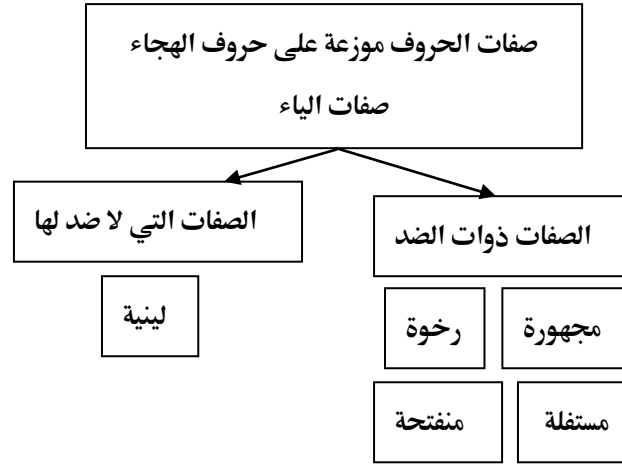 صفات الحروف موزعة على حروف الهجاء
صفات الياء
الصفات ذوات الضد
الصفات التي لا ضد لها
مجهورة
رخوة
لينية
مستفلة
منفتحة